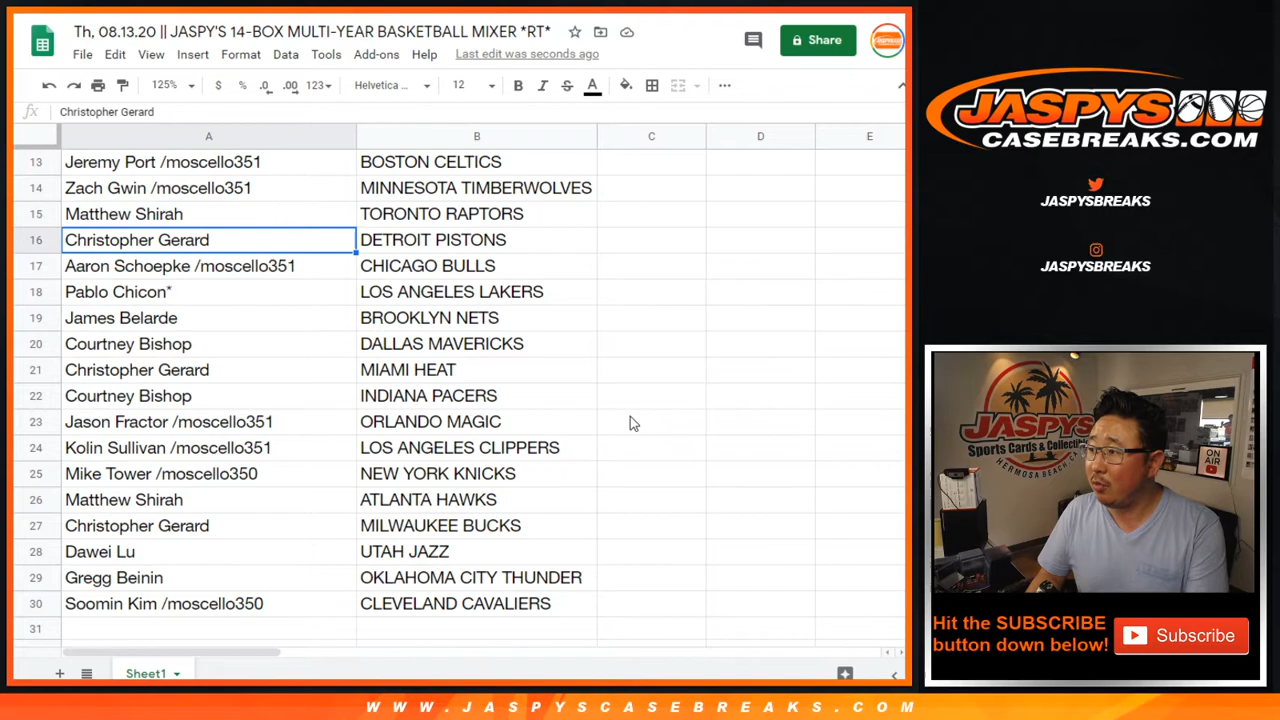 Th, 08.13.20 || JASPY'S 14-BOX MULTI-YEAR BASKETBALL MIXER *RT*
Share
File Edit View Insert Format Data Tools Add-ons Help Last edit was seconds ago
125% $ % .0 .00 123 Helvetica ... 12 B I S A
fx Christopher Gerard
A B C D E
13 Jeremy Port /moscello351 BOSTON CELTICS
14 Zach Gwin /moscello351 MINNESOTA TIMBERWOLVES
15 Matthew Shirah TORONTO RAPTORS
16 Christopher Gerard DETROIT PISTONS
17 Aaron Schoepke /moscello351 CHICAGO BULLS
18 Pablo Chicon* LOS ANGELES LAKERS
19 James Belarde BROOKLYN NETS
20 Courtney Bishop DALLAS MAVERICKS
21 Christopher Gerard MIAMI HEAT
22 Courtney Bishop INDIANA PACERS
23 Jason Fractor /moscello351 ORLANDO MAGIC
24 Kolin Sullivan /moscello351 LOS ANGELES CLIPPERS
25 Mike Tower /moscello350 NEW YORK KNICKS
26 Matthew Shirah ATLANTA HAWKS
27 Christopher Gerard MILWAUKEE BUCKS
28 Dawei Lu UTAH JAZZ
29 Gregg Beinin OKLAHOMA CITY THUNDER
30 Soomin Kim /moscello350 CLEVELAND CAVALIERS
31
Sheet1
JASPYS
CASEBREAKS.COM
JASPYSBREAKS
JASPYSBREAKS
JASPYS
Sports Cards & Collectibles
HERMOSA BEACH, CA
ON
AIR
Hit the SUBSCRIBE
button down below!
Subscribe
WWW.JASPYSCASEBREAKS.COM